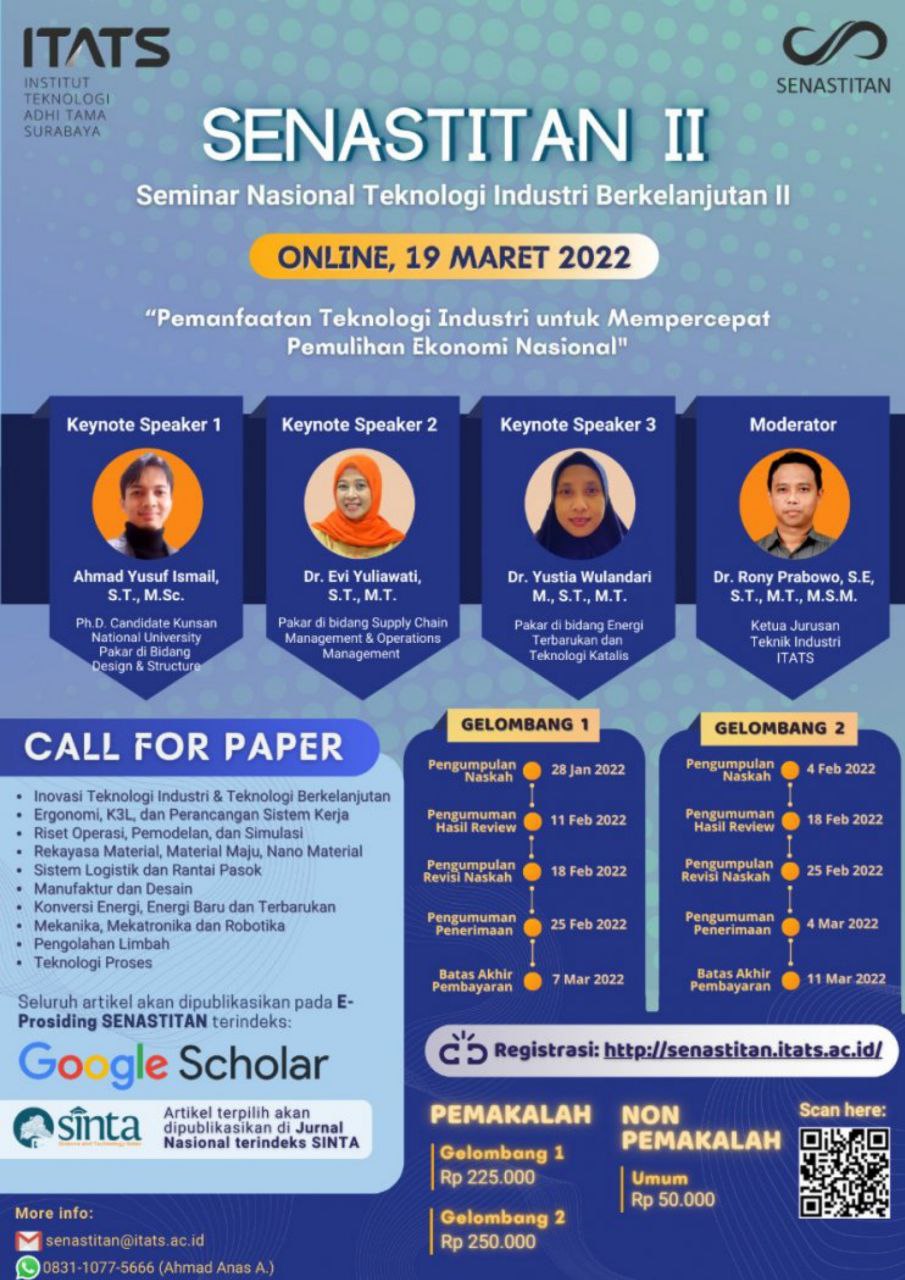 ITATS
INSTITUT
TEKNOLOGI
ADHI TAMA
SURABAYA
SENASTITAN
SENASTITAN II
Seminar Nasional Teknologi Industri Berkelanjutan II
ONLINE, 19 MARET 2022
“Pemanfaatan Teknologi Industri untuk Mempercepat
Pemulihan Ekonomi Nasional"
Keynote Speaker 1
Ahmad Yusuf Ismail,
S.T., M.Sc.
Ph.D. Candidate Kunsan
National University
Pakar di Bidang
Design & Structure
Keynote Speaker 2
Dr. Evi Yuliawati,
S.T., M.T.
Pakar di bidang Supply Chain
Management & Operations
Management
Keynote Speaker 3
Dr. Yustia Wulandari
M., S.T., M.T.
Pakar di bidang Energi
Terbarukan dan
Teknologi Katalis
Moderator
Dr. Rony Prabowo, S.E,
S.T., M.T., M.S.M.
Ketua Jurusan
Teknik Industri
ITATS
CALL FOR PAPER
• Inovasi Teknologi Industri & Teknologi Berkelanjutan
• Ergonomi, K3L, dan Perancangan Sistem Kerja
• Riset Operasi, Pemodelan, dan Simulasi
• Rekayasa Material, Material Maju, Nano Material
• Sistem Logistik dan Rantai Pasok
• Manufaktur dan Desain
• Konversi Energi, Energi Baru dan Terbarukan
• Mekanika, Mekatronika dan Robotika
• Pengolahan Limbah
• Teknologi Proses
Seluruh artikel akan dipublikasikan pada E-
Prosiding SENASTITAN terindeks:
Google Scholar
sinta
Artikel terpilih akan
dipublikasikan di Jurnal
Nasional terindeks SINTA
More info:
senastitan@itats.ac.id
0831-1077-5666 (Ahmad Anas A.)
GELOMBANG 1
Pengumpulan
Naskah
28 Jan 2022
Pengumuman
Hasil Review
11 Feb 2022
Pengumpulan
Revisi Naskah
18 Feb 2022
Pengumuman
Penerimaan
25 Feb 2022
Batas Akhir
Pembayaran
7 Mar 2022
GELOMBANG 2
Pengumpulan
Naskah
4 Feb 2022
Pengumuman
Hasil Review
18 Feb 2022
Pengumpulan
Revisi Naskah
25 Feb 2022
Pengumuman
Penerimaan
4 Mar 2022
Batas Akhir
Pembayaran
11 Mar 2022
Registrasi: http://senastitan.itats.ac.id/
PEMAKALAH
Gelombang 1
Rp 225.000
Gelombang 2
Rp 250.000
NON
PEMAKALAH
Umum
Rp 50.000
Scan here: